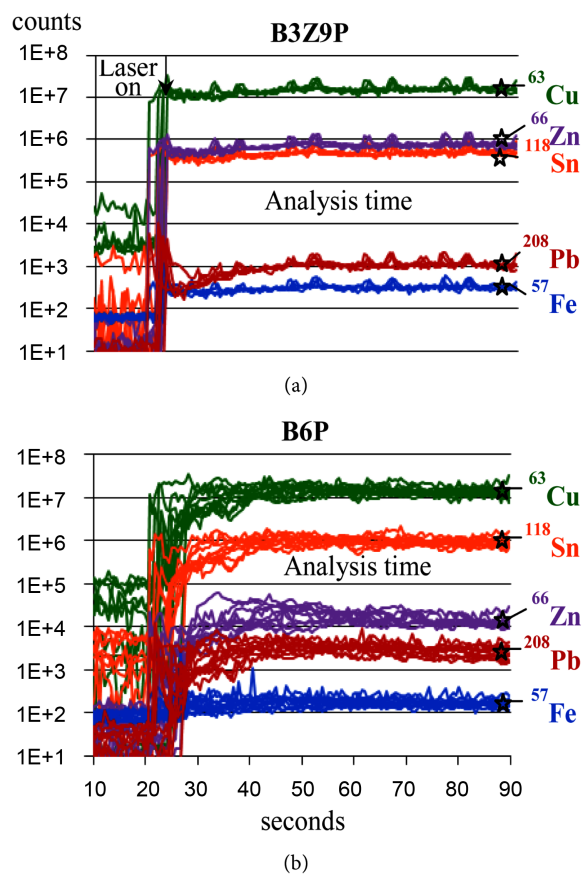 counts
B3Z9P
1E+8
Laser
on
63
Cu
1E+7
66
Zn
1E+6
118
Sn
1E+5
Analysis time
1E+4
208
Pb
1E+3
57
Fe
1E+2
1E+1
(a)
B6P
1E+8
63
Cu
1E+7
118
Sn
1E+6
Analysis time
1E+5
66
Zn
1E+4
208
Pb
1E+3
57
Fe
1E+2
1E+1
10 20 30 40 50 60 70 80 90
seconds
(b)